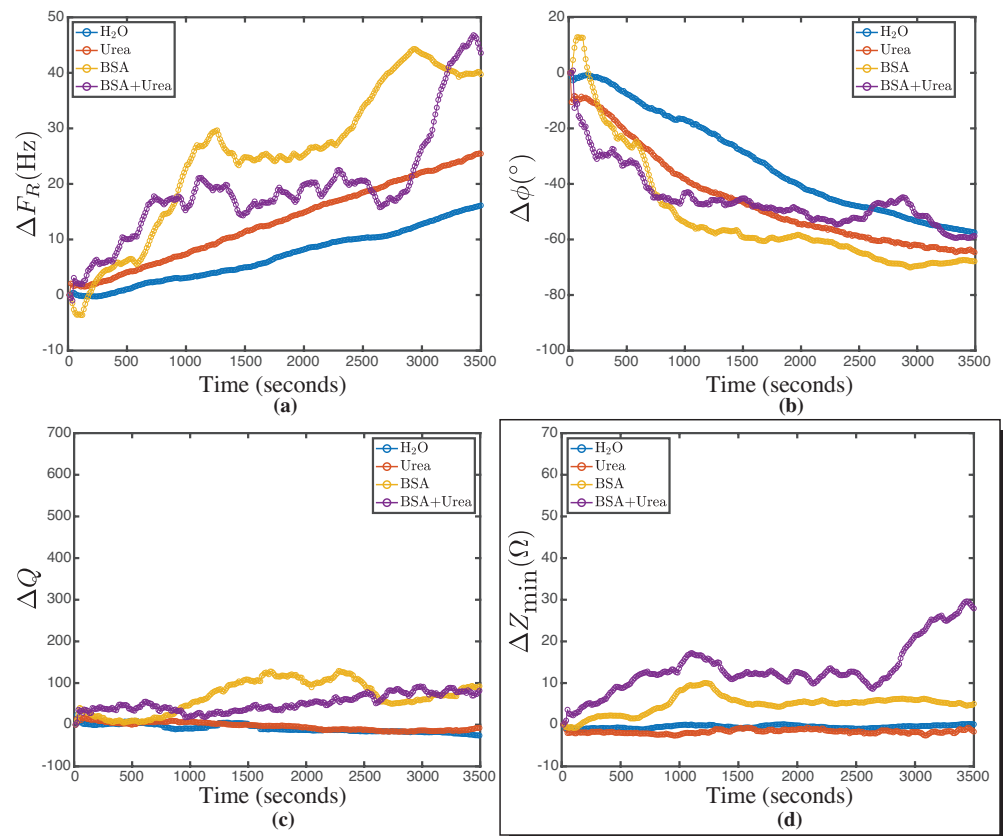 50
40
30
20
10
0
-10
ΔF_R(Hz)
H₂O
Urea
BSA
BSA+Urea
0 500 1000 1500 2000 2500 3000 3500
Time (seconds)
(a)
20
0
-20
-40
-60
-80
-100
Δϕ(°)
H₂O
Urea
BSA
BSA+Urea
0 500 1000 1500 2000 2500 3000 3500
Time (seconds)
(b)
700
600
500
400
300
200
100
0
-100
ΔQ
H₂O
Urea
BSA
BSA+Urea
0 500 1000 1500 2000 2500 3000 3500
Time (seconds)
(c)
70
60
50
40
30
20
10
0
-10
ΔZ_min(Ω)
H₂O
Urea
BSA
BSA+Urea
0 500 1000 1500 2000 2500 3000 3500
Time (seconds)
(d)